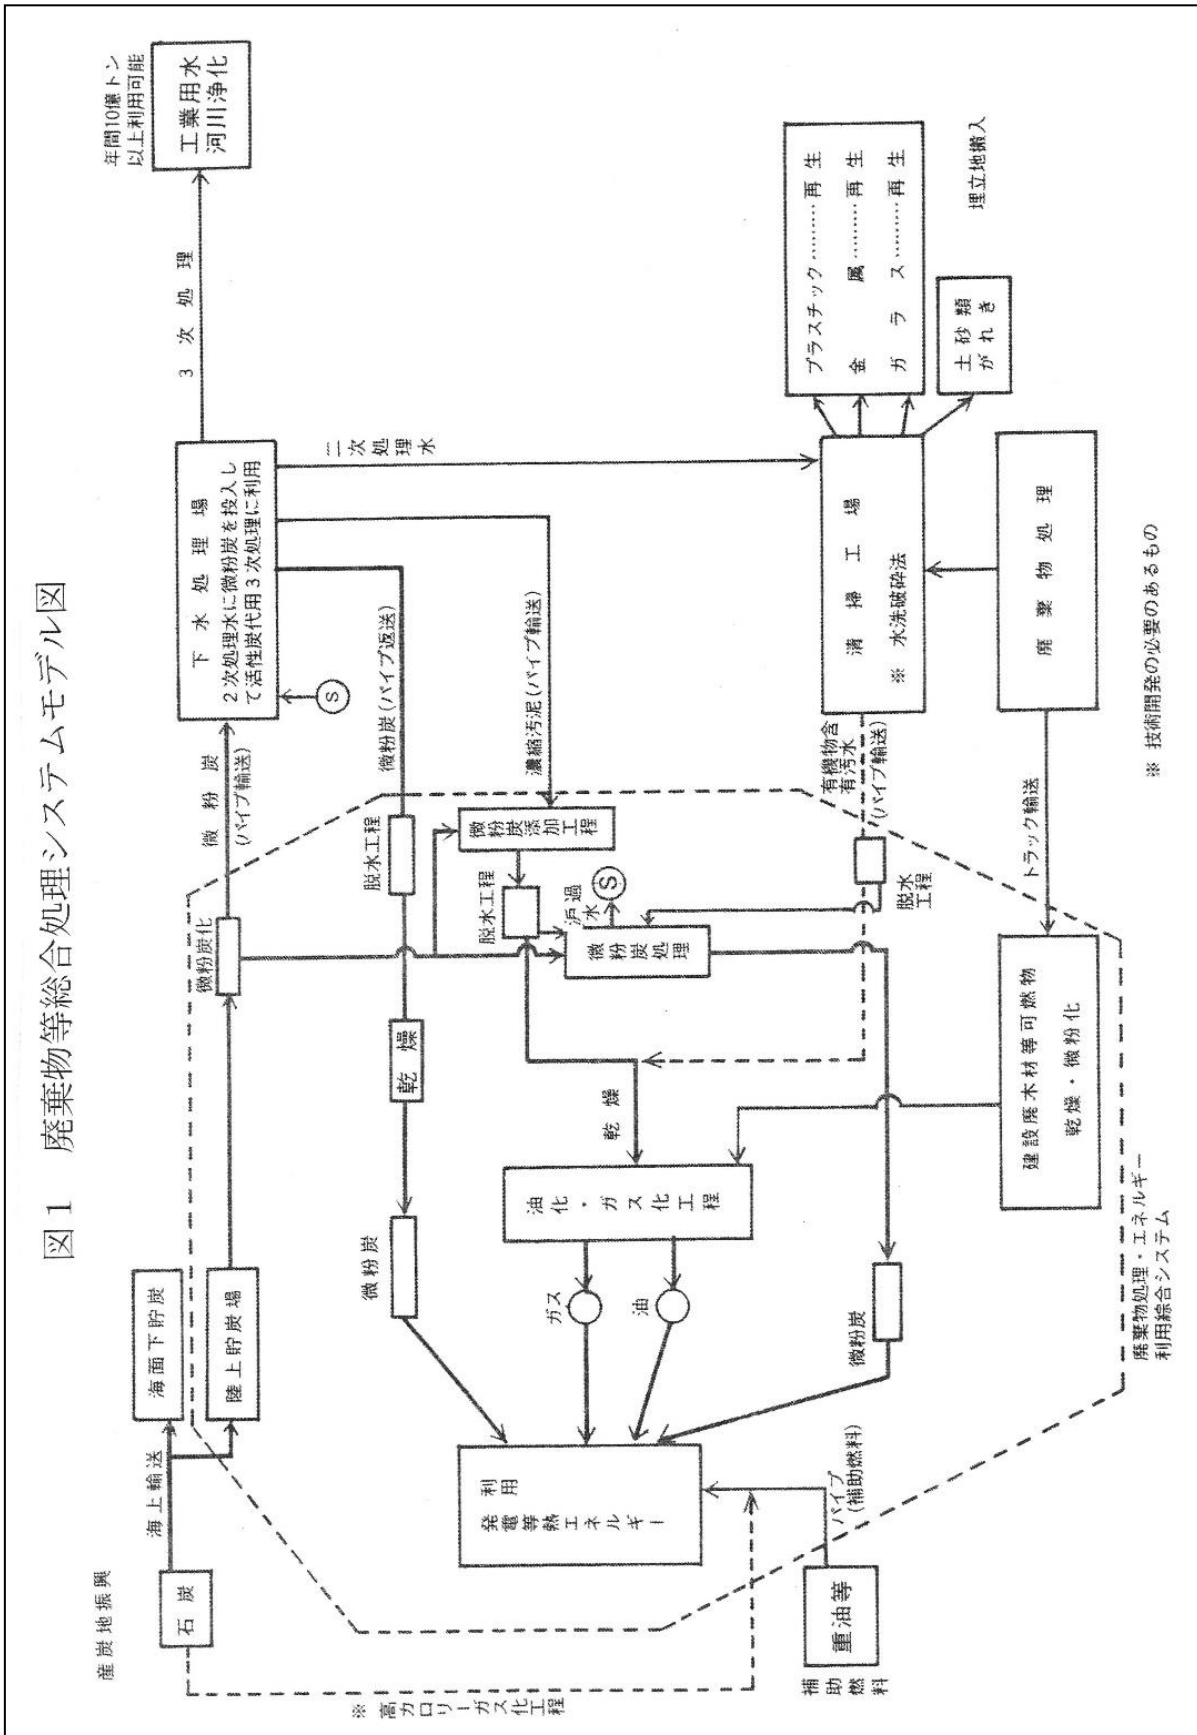 図1 廃棄物等総合処理システムモデル図
産炭地振興
石炭
海上輸送
海面下貯炭
陸上貯炭場
微粉炭化
微粉炭
(パイプ輸送)
下水処理場
2次処理水に微粉炭を投入し
て活性炭代用3次処理に利用
S
3次処理
年間10億トン
以上利用可能
工業用水
河川浄化
二次処理水
微粉炭(パイプ返送)
脱水工程
乾燥
微粉炭
濃縮汚泥(パイプ輸送)
微粉炭添加工程
脱水工程
沪過水
S
微粉炭処理
乾燥
油化・ガス化工程
ガス
油
微粉炭
発電等熱エネルギー
利用
清掃工場
※ 水洗破砕法
有機物含
有汚水
(パイプ輸送)
脱水
工程
プラスチック………再生
金属………再生
ガラス………再生
土砂類
がれき
埋立地搬入
廃棄物処理
トラック輸送
建設廃木材等可燃物
乾燥・微粉化
廃棄物処理・エネルギー
利用綜合システム
パイプ
(補助燃料)
重油等
補助燃料
※ 高カロリーガス化工程
※ 技術開発の必要のあるもの